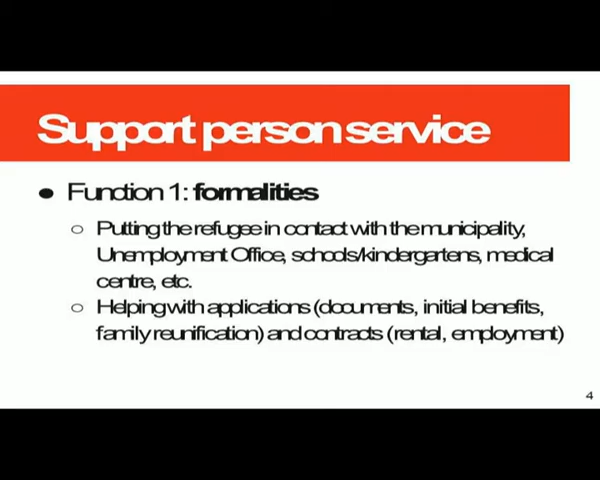 Support person service
● Function 1: formalities
○ Putting the refugee in contact with the municipality,
Unemployment Office, schools/kindergartens, medical
centre, etc.
○ Helping with applications (documents, initial benefits,
family reunification) and contracts (rental, employment)
4